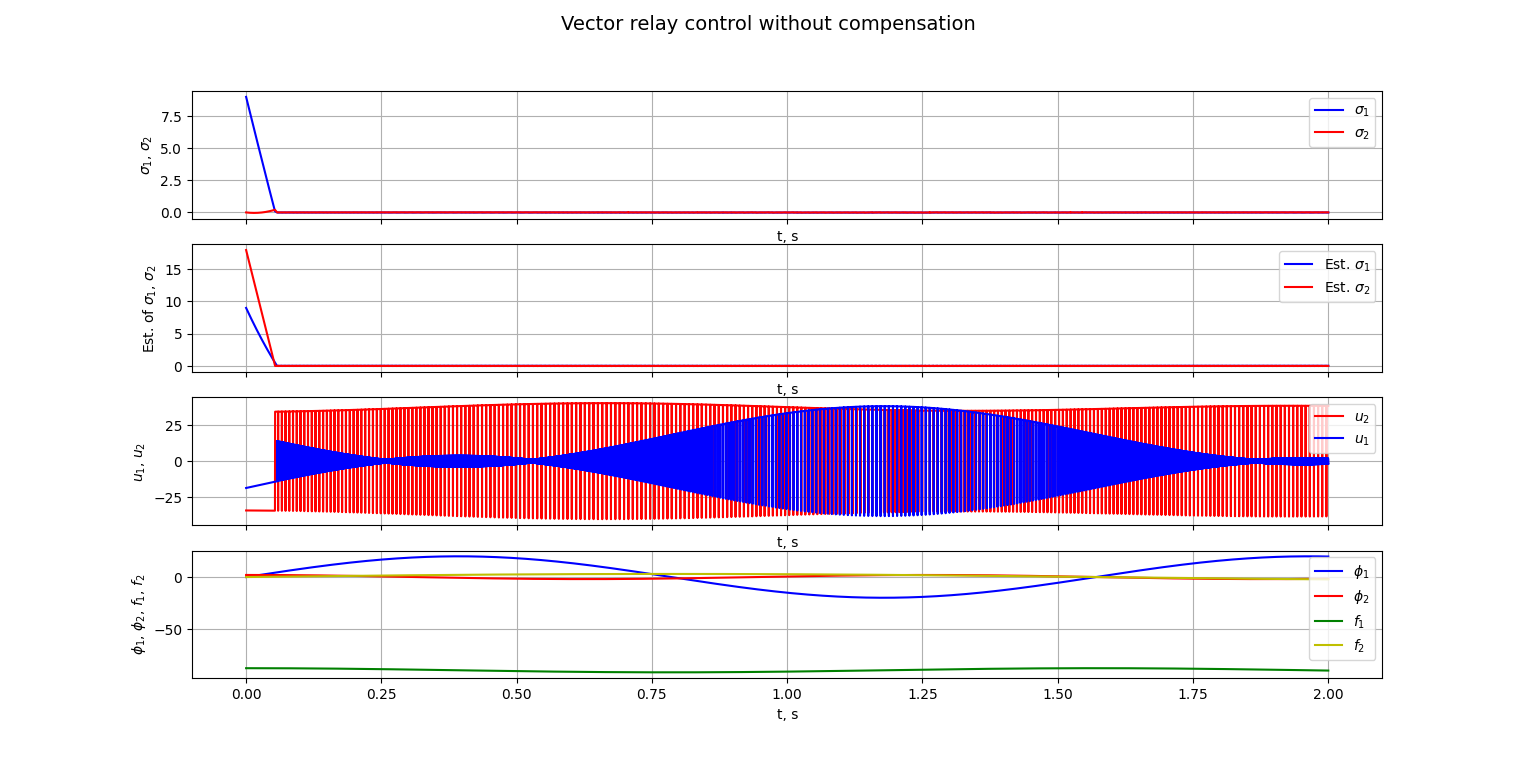 Vector relay control without compensation
σ₁, σ₂
7.5
5.0
2.5
0.0
σ₁
σ₂
t, s
Est. of σ₁, σ₂
15
10
5
0
Est. σ₁
Est. σ₂
t, s
u₁, u₂
25
0
−25
u₂
u₁
t, s
ϕ₁, ϕ₂, f₁, f₂
0
−50
ϕ₁
ϕ₂
f₁
f₂
0.00 0.25 0.50 0.75 1.00 1.25 1.50 1.75 2.00
t, s